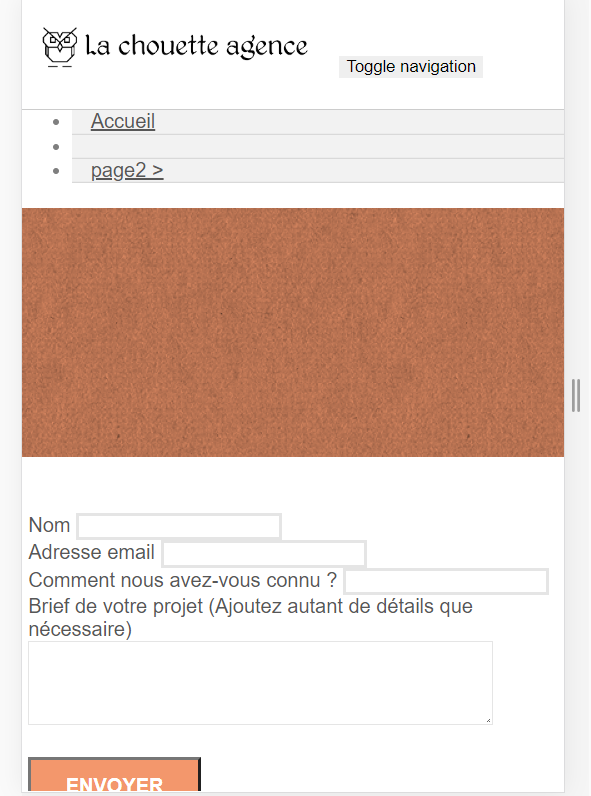 La chouette agence
Toggle navigation
Accueil
page2 >
Nom
Adresse email
Comment nous avez-vous connu ?
Brief de votre projet (Ajoutez autant de détails que
nécessaire)
ENVOYER